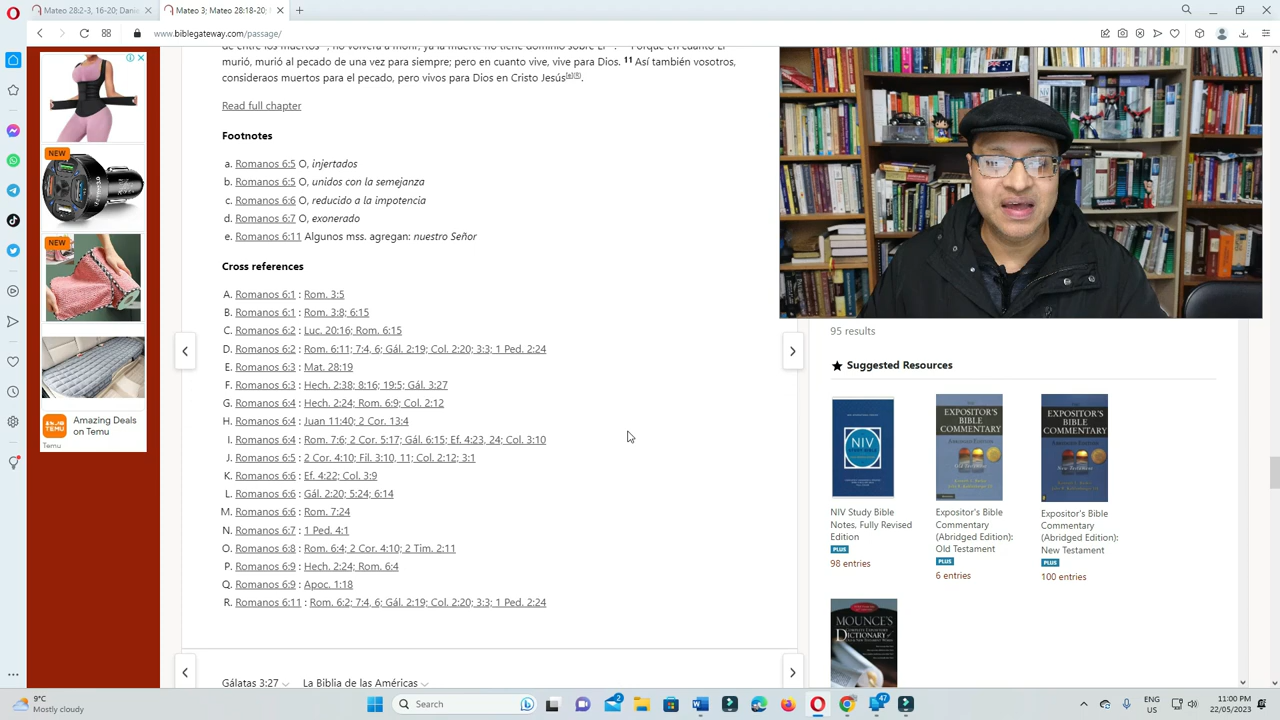 Mateo 28:2-3, 16-20; Danie
Mateo 3; Mateo 28:18-20;
www.biblegateway.com/passage/
murió, murió al pecado de una vez para siempre; pero en cuanto vive, vive para Dios. 11 Así también vosotros,
consideraos muertos para el pecado, pero vivos para Dios en Cristo Jesús[e][R].
Read full chapter
Footnotes
a. Romanos 6:5 O, injertados
b. Romanos 6:5 O, unidos con la semejanza
c. Romanos 6:6 O, reducido a la impotencia
d. Romanos 6:7 O, exonerado
e. Romanos 6:11 Algunos mss. agregan: nuestro Señor
Cross references
A. Romanos 6:1 : Rom. 3:5
B. Romanos 6:1 : Rom. 3:8; 6:15
C. Romanos 6:2 : Luc. 20:16; Rom. 6:15
D. Romanos 6:2 : Rom. 6:11; 7:4, 6; Gál. 2:19; Col. 2:20; 3:3; 1 Ped. 2:24
E. Romanos 6:3 : Mat. 28:19
F. Romanos 6:3 : Hech. 2:38; 8:16; 19:5; Gál. 3:27
G. Romanos 6:4 : Hech. 2:24; Rom. 6:9; Col. 2:12
H. Romanos 6:4 : Juan 11:40; 2 Cor. 13:4
I. Romanos 6:4 : Rom. 7:6; 2 Cor. 5:17; Gál. 6:15; Ef. 4:23, 24; Col. 3:10
J. Romanos 6:5 : 2 Cor. 4:10; Fil. 3:10, 11; Col. 2:12; 3:1
K. Romanos 6:6 : Ef. 4:22; Col. 3:9
L. Romanos 6:6 : Gál. 2:20; 5:24; 6:14
M. Romanos 6:6 : Rom. 7:24
N. Romanos 6:7 : 1 Ped. 4:1
O. Romanos 6:8 : Rom. 6:4; 2 Cor. 4:10; 2 Tim. 2:11
P. Romanos 6:9 : Hech. 2:24; Rom. 6:4
Q. Romanos 6:9 : Apoc. 1:18
R. Romanos 6:11 : Rom. 6:2; 7:4, 6; Gál. 2:19; Col. 2:20; 3:3; 1 Ped. 2:24
Gálatas 3:27
La Biblia de las Américas
NEW
NEW
Amazing Deals
on Temu
Temu
95 results
Suggested Resources
NIV
STUDY BIBLE
EXPOSITOR'S
BIBLE
COMMENTARY
EXPOSITOR'S
BIBLE
COMMENTARY
NIV Study Bible
Notes, Fully Revised
Edition
PLUS
98 entries
Expositor's Bible
Commentary
(Abridged Edition):
Old Testament
PLUS
6 entries
Expositor's Bible
Commentary
(Abridged Edition):
New Testament
PLUS
100 entries
MOUNCE'S
DICTIONARY
9°C
Mostly cloudy
Search
2
47
ENG
US
11:00 PM
22/05/2023